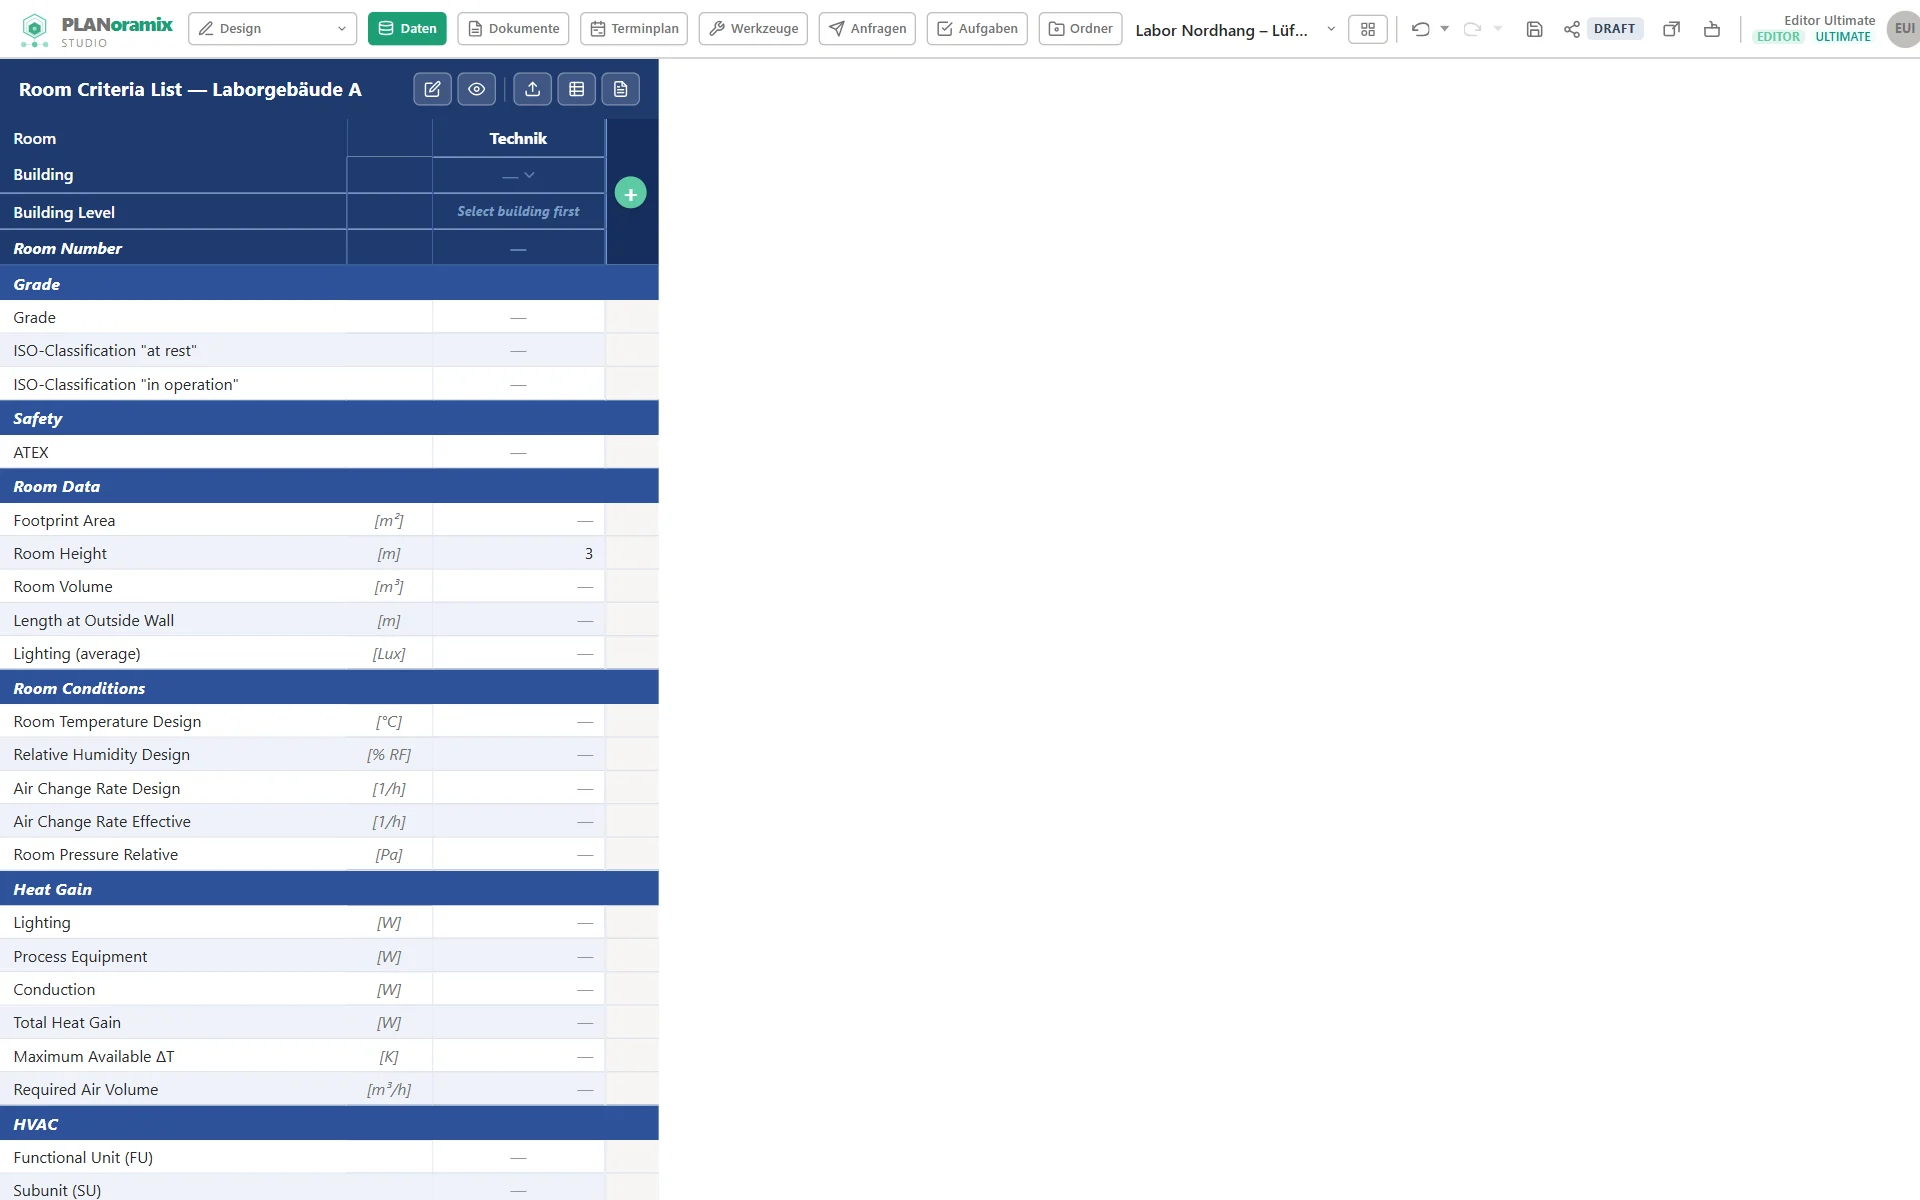 PLANoramix
STUDIO
Design
Daten
Dokumente
Terminplan
Werkzeuge
Anfragen
Aufgaben
Ordner
Labor Nordhang – Lüf...
DRAFT
Editor Ultimate
EDITOR ULTIMATE
EUI
Room Criteria List — Laborgebäude A
Room Technik
Building —
Building Level Select building first
+
Room Number —
Grade
Grade —
ISO-Classification "at rest" —
ISO-Classification "in operation" —
Safety
ATEX —
Room Data
Footprint Area [m²] —
Room Height [m] 3
Room Volume [m³] —
Length at Outside Wall [m] —
Lighting (average) [Lux] —
Room Conditions
Room Temperature Design [°C] —
Relative Humidity Design [% RF] —
Air Change Rate Design [1/h] —
Air Change Rate Effective [1/h] —
Room Pressure Relative [Pa] —
Heat Gain
Lighting [W] —
Process Equipment [W] —
Conduction [W] —
Total Heat Gain [W] —
Maximum Available ΔT [K] —
Required Air Volume [m³/h] —
HVAC
Functional Unit (FU) —
Subunit (SU) —